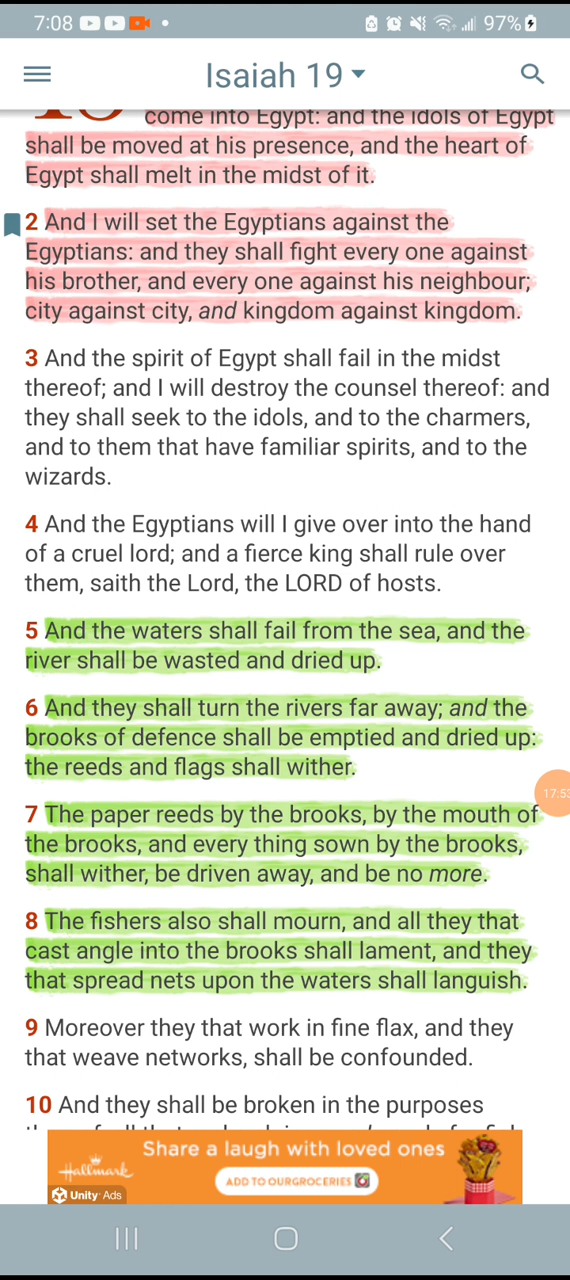 7:08
97%
Isaiah 19
come into Egypt: and the idols of Egypt
shall be moved at his presence, and the heart of
Egypt shall melt in the midst of it.
2 And I will set the Egyptians against the
Egyptians: and they shall fight every one against
his brother, and every one against his neighbour;
city against city, and kingdom against kingdom.
3 And the spirit of Egypt shall fail in the midst
thereof; and I will destroy the counsel thereof: and
they shall seek to the idols, and to the charmers,
and to them that have familiar spirits, and to the
wizards.
4 And the Egyptians will I give over into the hand
of a cruel lord; and a fierce king shall rule over
them, saith the Lord, the LORD of hosts.
5 And the waters shall fail from the sea, and the
river shall be wasted and dried up.
6 And they shall turn the rivers far away; and the
brooks of defence shall be emptied and dried up:
the reeds and flags shall wither.
17:53
7 The paper reeds by the brooks, by the mouth of
the brooks, and every thing sown by the brooks,
shall wither, be driven away, and be no more.
8 The fishers also shall mourn, and all they that
cast angle into the brooks shall lament, and they
that spread nets upon the waters shall languish.
9 Moreover they that work in fine flax, and they
that weave networks, shall be confounded.
10 And they shall be broken in the purposes
Share a laugh with loved ones
Hallmark
ADD TO OURGROCERIES
Unity Ads